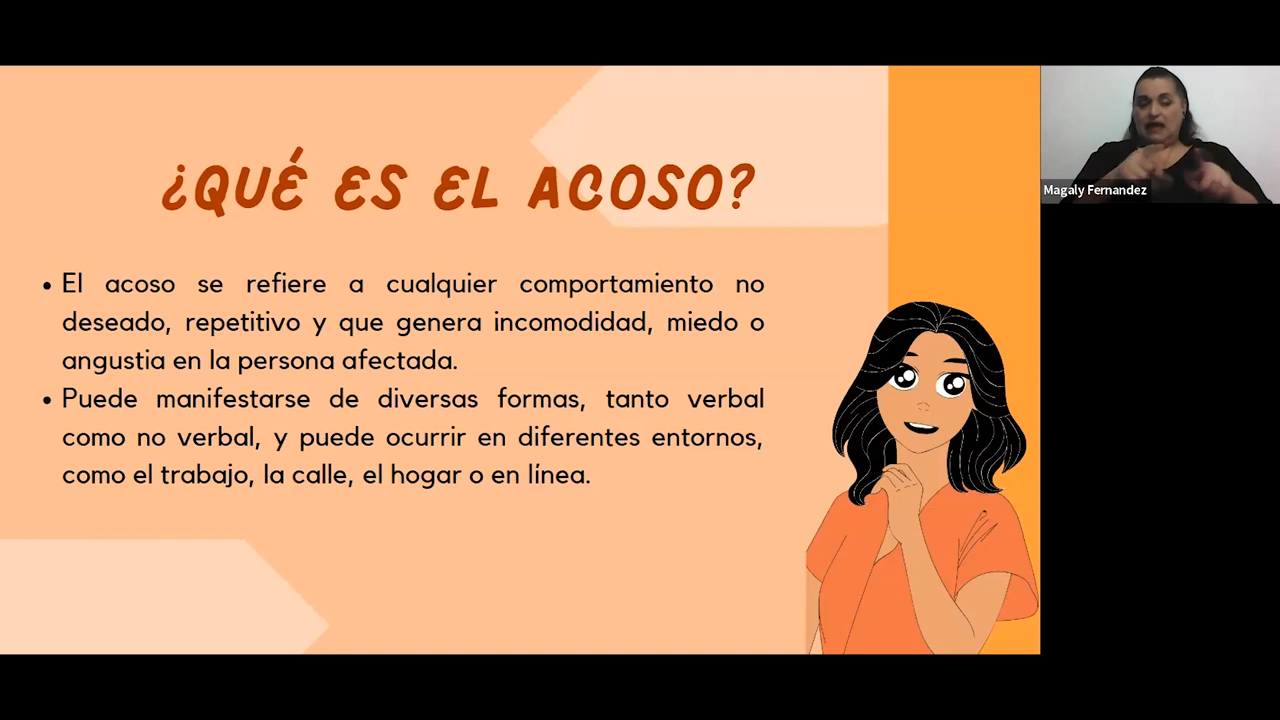 ¿QUÉ ES EL ACOSO?
• El acoso se refiere a cualquier comportamiento no
deseado, repetitivo y que genera incomodidad, miedo o
angustia en la persona afectada.
• Puede manifestarse de diversas formas, tanto verbal
como no verbal, y puede ocurrir en diferentes entornos,
como el trabajo, la calle, el hogar o en línea.
Magaly Fernandez